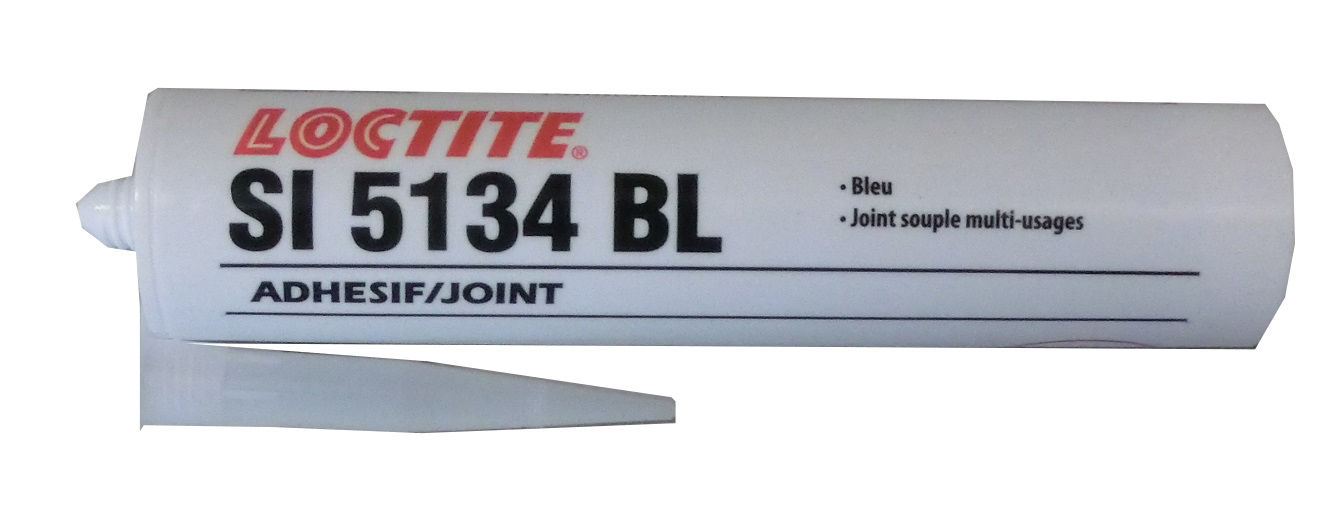 LOCTITE®
SI 5134 BL
ADHESIF/JOINT
• Bleu
• Joint souple multi-usages